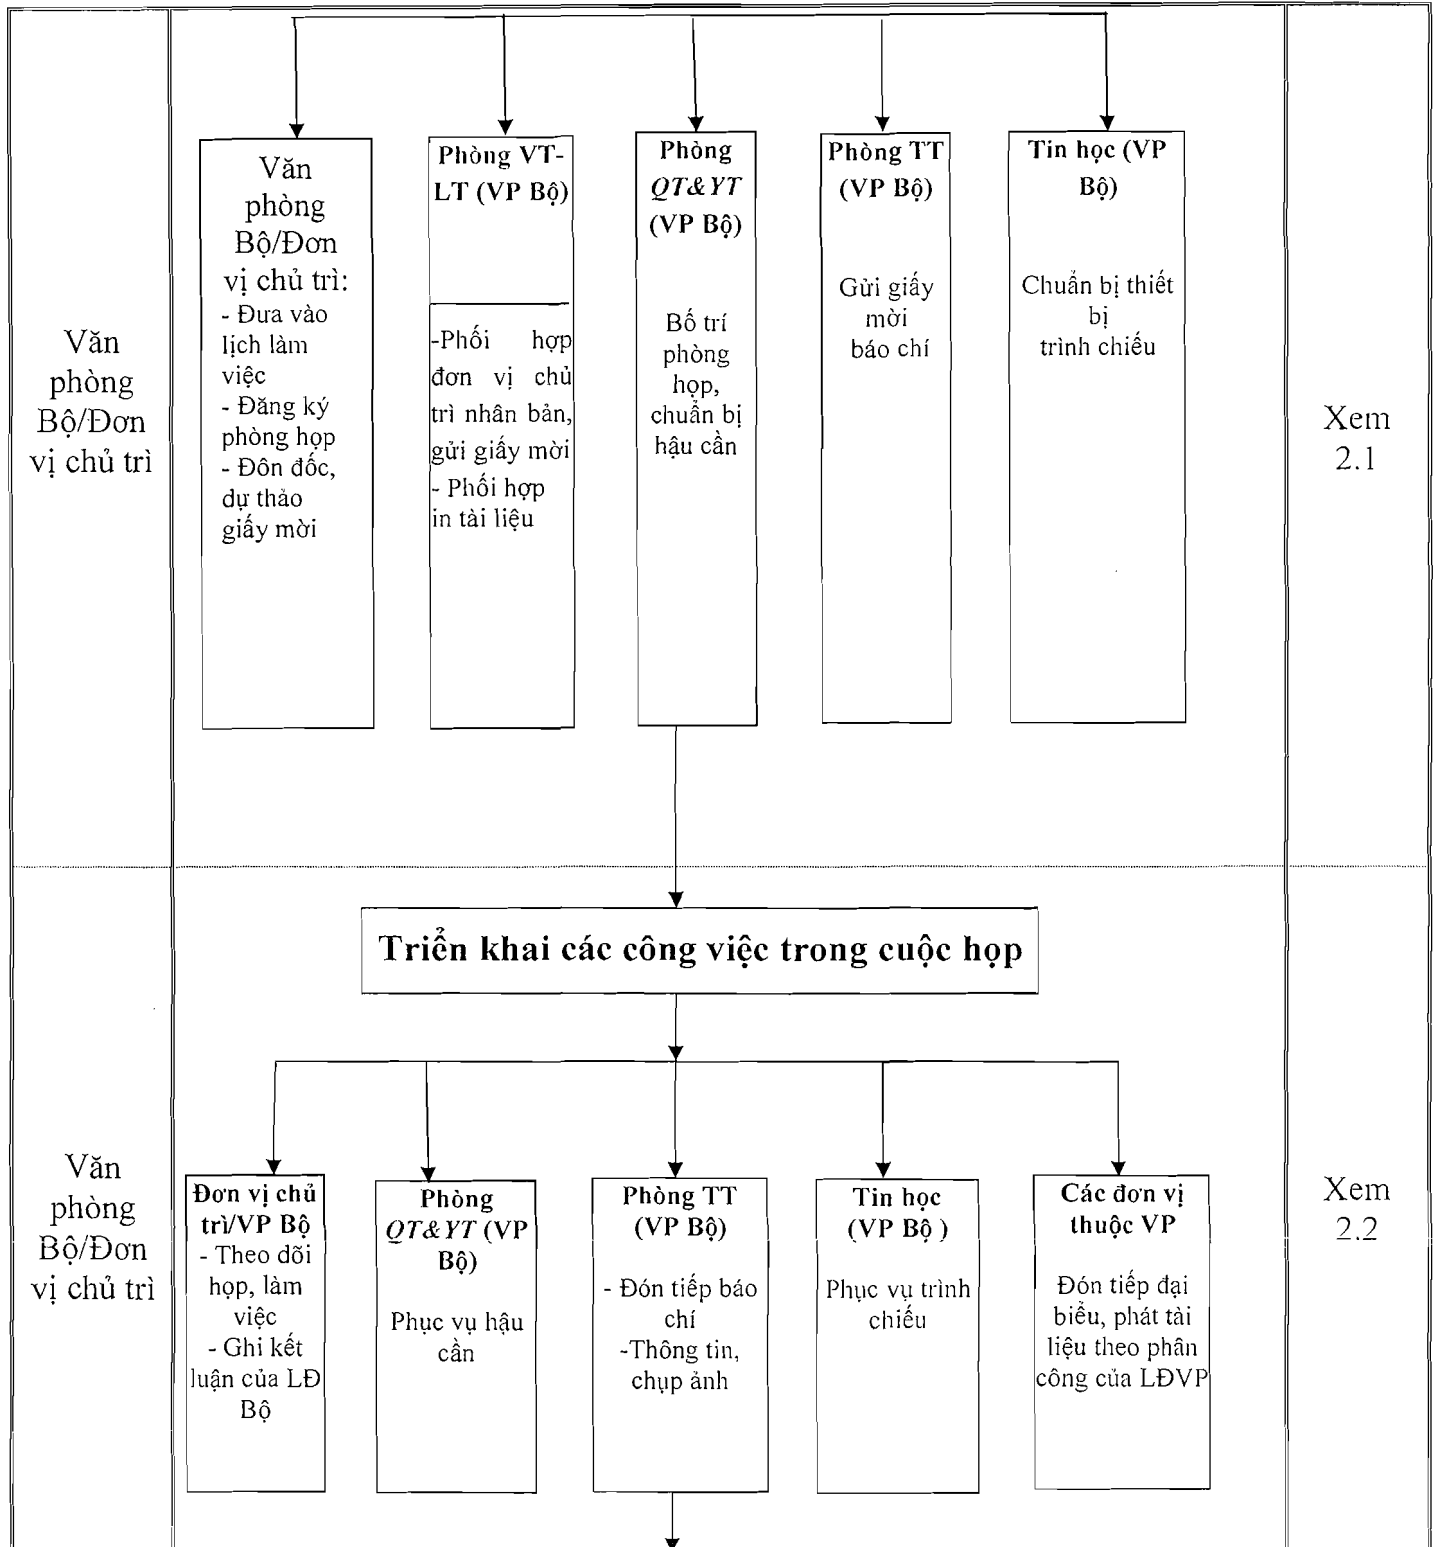 Văn
phòng
Bộ/Đơn
vị chủ trì
Văn
phòng
Bộ/Đơn
vị chủ trì:
- Đưa vào
lịch làm
việc
- Đăng ký
phòng họp
- Đôn đốc,
dự thảo
giấy mời
Phòng VT-
LT (VP Bộ)
-Phối hợp
đơn vị chủ
trì nhân bản,
gửi giấy mời
- Phối hợp
in tài liệu
Phòng
QT&YT
(VP Bộ)
Bố trí
phòng
họp,
chuẩn bị
hậu cần
Phòng TT
(VP Bộ)
Gửi giấy
mời
báo chí
Tin học (VP
Bộ)
Chuẩn bị thiết
bị
trình chiếu
Xem
2.1
Triển khai các công việc trong cuộc họp
Văn
phòng
Bộ/Đơn
vị chủ trì
Đơn vị chủ
trì/VP Bộ
- Theo dõi
họp, làm
việc
- Ghi kết
luận của LĐ
Bộ
Phòng
QT&YT (VP
Bộ)
Phục vụ hậu
cần
Phòng TT
(VP Bộ)
- Đón tiếp báo
chí
-Thông tin,
chụp ảnh
Tin học
(VP Bộ )
Phục vụ trình
chiếu
Các đơn vị
thuộc VP
Đón tiếp đại
biểu, phát tài
liệu theo phân
công của LĐVP
Xem
2.2